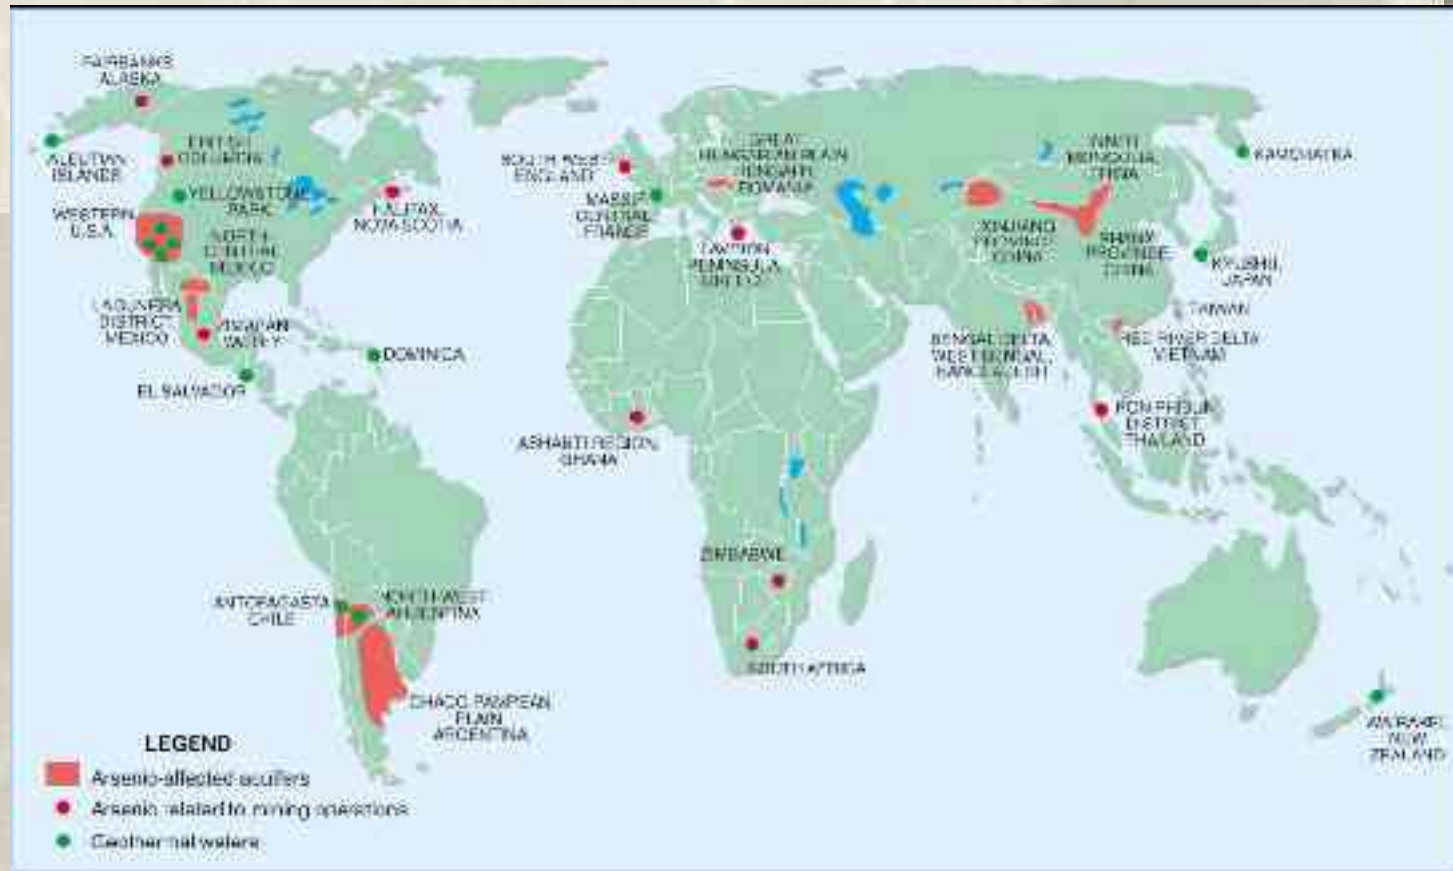 FAIRBANKS
ALASKA
ALEUTIAN
ISLANDS
BRITISH
COLUMBIA
YELLOWSTONE
PARK
WESTERN
U.S.A.
HALIFAX,
NOVA SCOTIA
NORTH
CENTRAL
MEXICO
LAGUNERA
DISTRICT
MEXICO
VALLEY
DOMINICA
EL SALVADOR
SOUTH WEST
ENGLAND
MASSIF
CENTRAL
FRANCE
GREAT
HUNGARIAN PLAIN
HUNGARY,
ROMANIA
PENINSULA
GREECE
XINJIANG
PROVINCE
CHINA
INNER
MONGOLIA,
CHINA
SHANXI
PROVINCE,
CHINA
KAMCHATKA
KYUSHU,
JAPAN
TAIWAN
BENGAL DELTA,
WEST BENGAL,
BANGLADESH
RED RIVER DELTA
VIETNAM
RON PHIBUN
DISTRICT
THAILAND
ASHANTI REGION,
GHANA
ZIMBABWE
SOUTH AFRICA
ANTOFAGASTA
CHILE
NORTH WEST
ARGENTINA
CHACO PAMPEAN
PLAIN
ARGENTINA
WAIRAKEI,
NEW
ZEALAND
LEGEND
Arsenic-affected aquifers
Arsenic related to mining operations
Geothermal waters